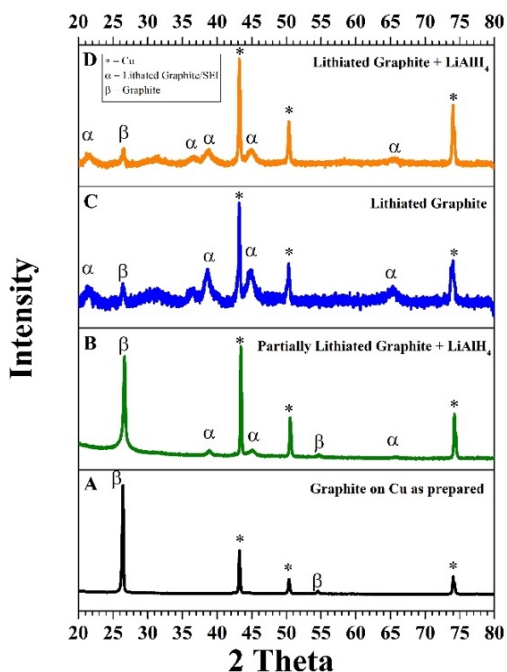 20 25 30 35 40 45 50 55 60 65 70 75 80
D
* – Cu
α – Lithated Graphite/SEI
β – Graphite
Lithiated Graphite + LiAlH4
α β α α * α * α *
C
Lithiated Graphite
α β α * α * α *
B
Partially Lithiated Graphite + LiAlH4
β α * α * β α *
A
Graphite on Cu as prepared
β * * β *
Intensity
20 25 30 35 40 45 50 55 60 65 70 75 80
2 Theta